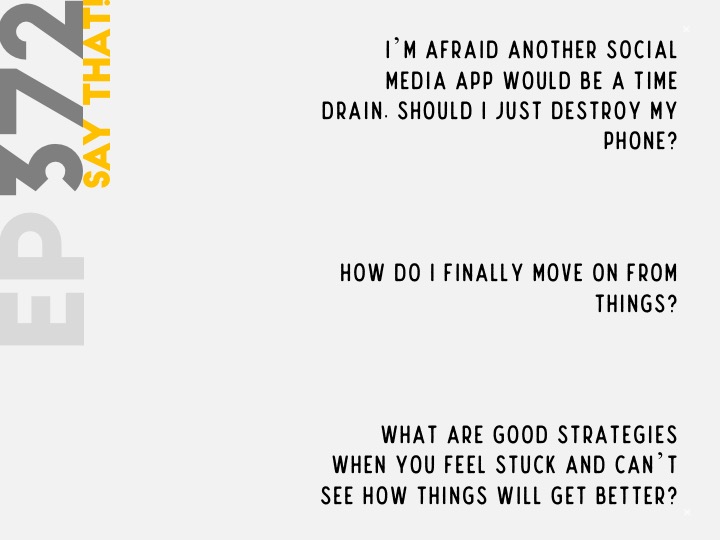 EP 372
SAY THAT!
I'M AFRAID ANOTHER SOCIAL
MEDIA APP WOULD BE A TIME
DRAIN. SHOULD I JUST DESTROY MY
PHONE?
HOW DO I FINALLY MOVE ON FROM
THINGS?
WHAT ARE GOOD STRATEGIES
WHEN YOU FEEL STUCK AND CAN'T
SEE HOW THINGS WILL GET BETTER?